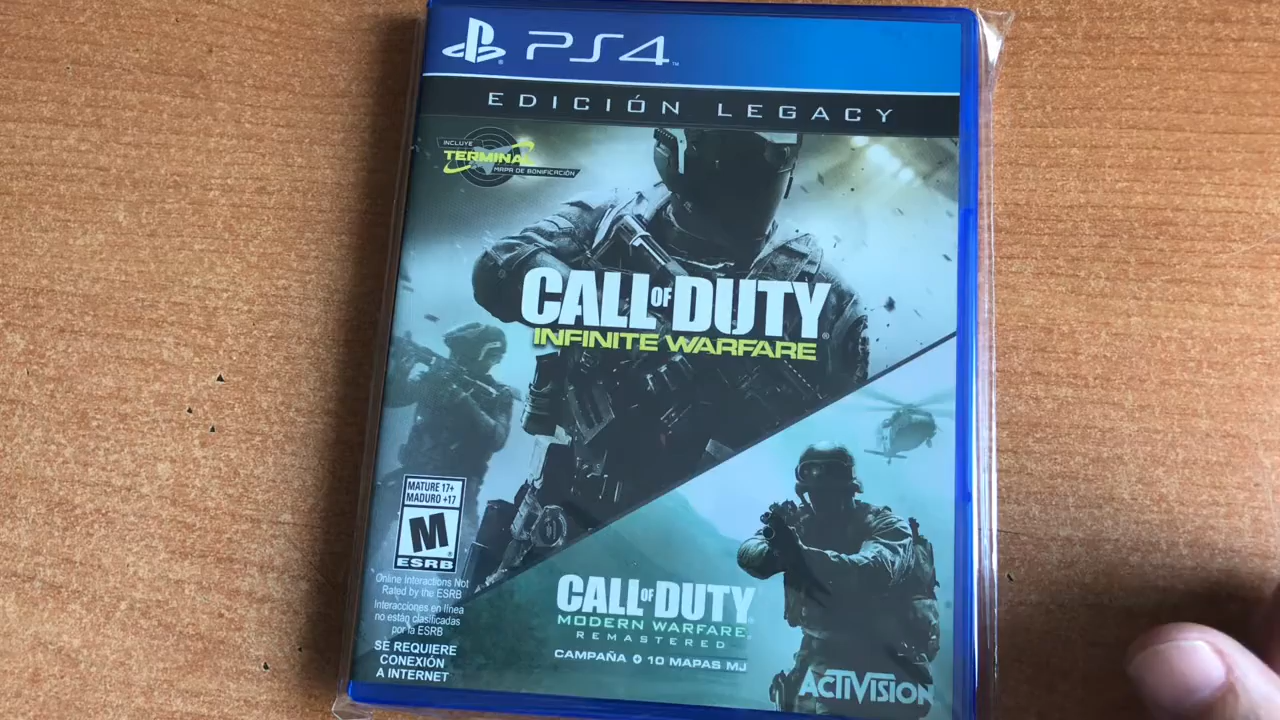 PS4
EDICIÓN LEGACY
INCLUYE
TERMINAL
MAPA DE BONIFICACIÓN
CALL OF DUTY
INFINITE WARFARE
MATURE 17+
MADURO +17
M
ESRB
Online Interactions Not
Rated by the ESRB
Interacciones en línea
no están clasificadas
por la ESRB
SE REQUIERE
CONEXIÓN
A INTERNET
CALL OF DUTY
MODERN WARFARE
REMASTERED
CAMPAÑA 10 MAPAS MJ
ACTIVISION